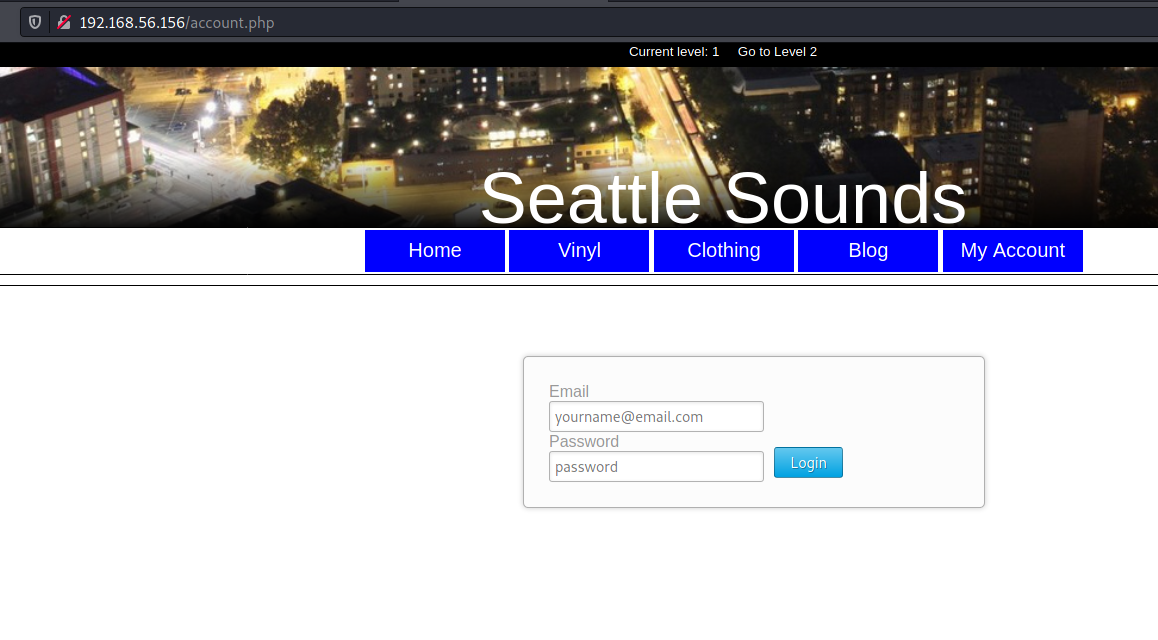 192.168.56.156/account.php
Current level: 1 Go to Level 2
Seattle Sounds
Home Vinyl Clothing Blog My Account
Email
yourname@email.com
Password
password
Login